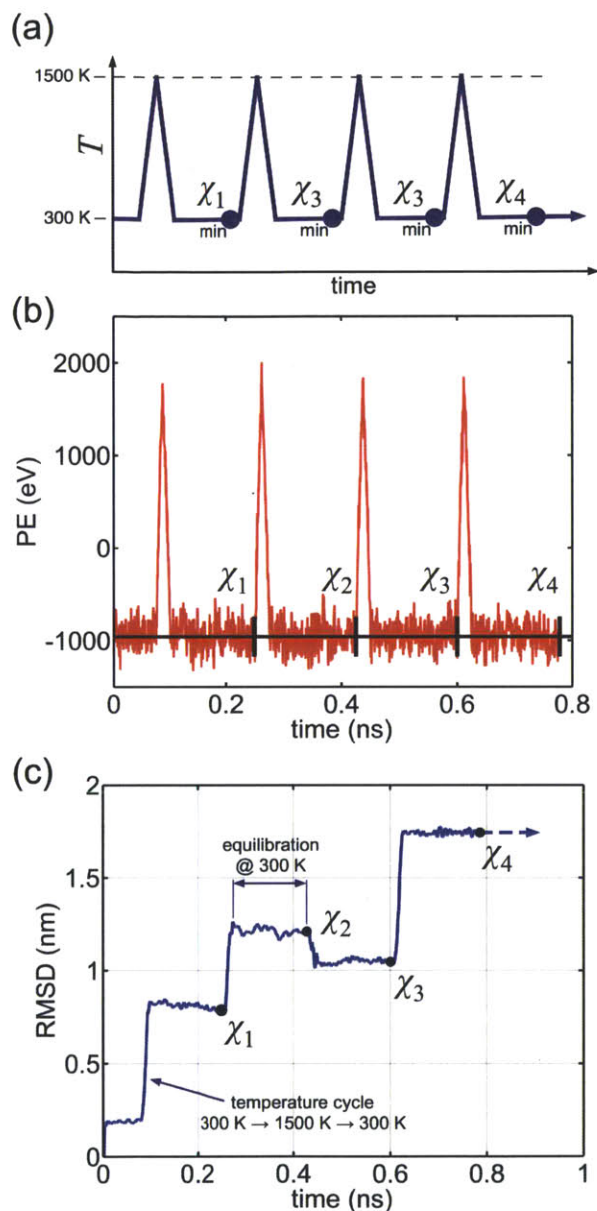 (a)
1500 K
T
χ1 χ3 χ3 χ4
300 K
min min min min
time
(b)
2000
1000
0
-1000
PE (eV)
χ1 χ2 χ3 χ4
0 0.2 0.4 0.6 0.8
time (ns)
(c)
2
1.5
1
0.5
0
RMSD (nm)
equilibration
@ 300 K
χ1
χ2
χ3
χ4
temperature cycle
300 K → 1500 K → 300 K
0 0.2 0.4 0.6 0.8 1
time (ns)